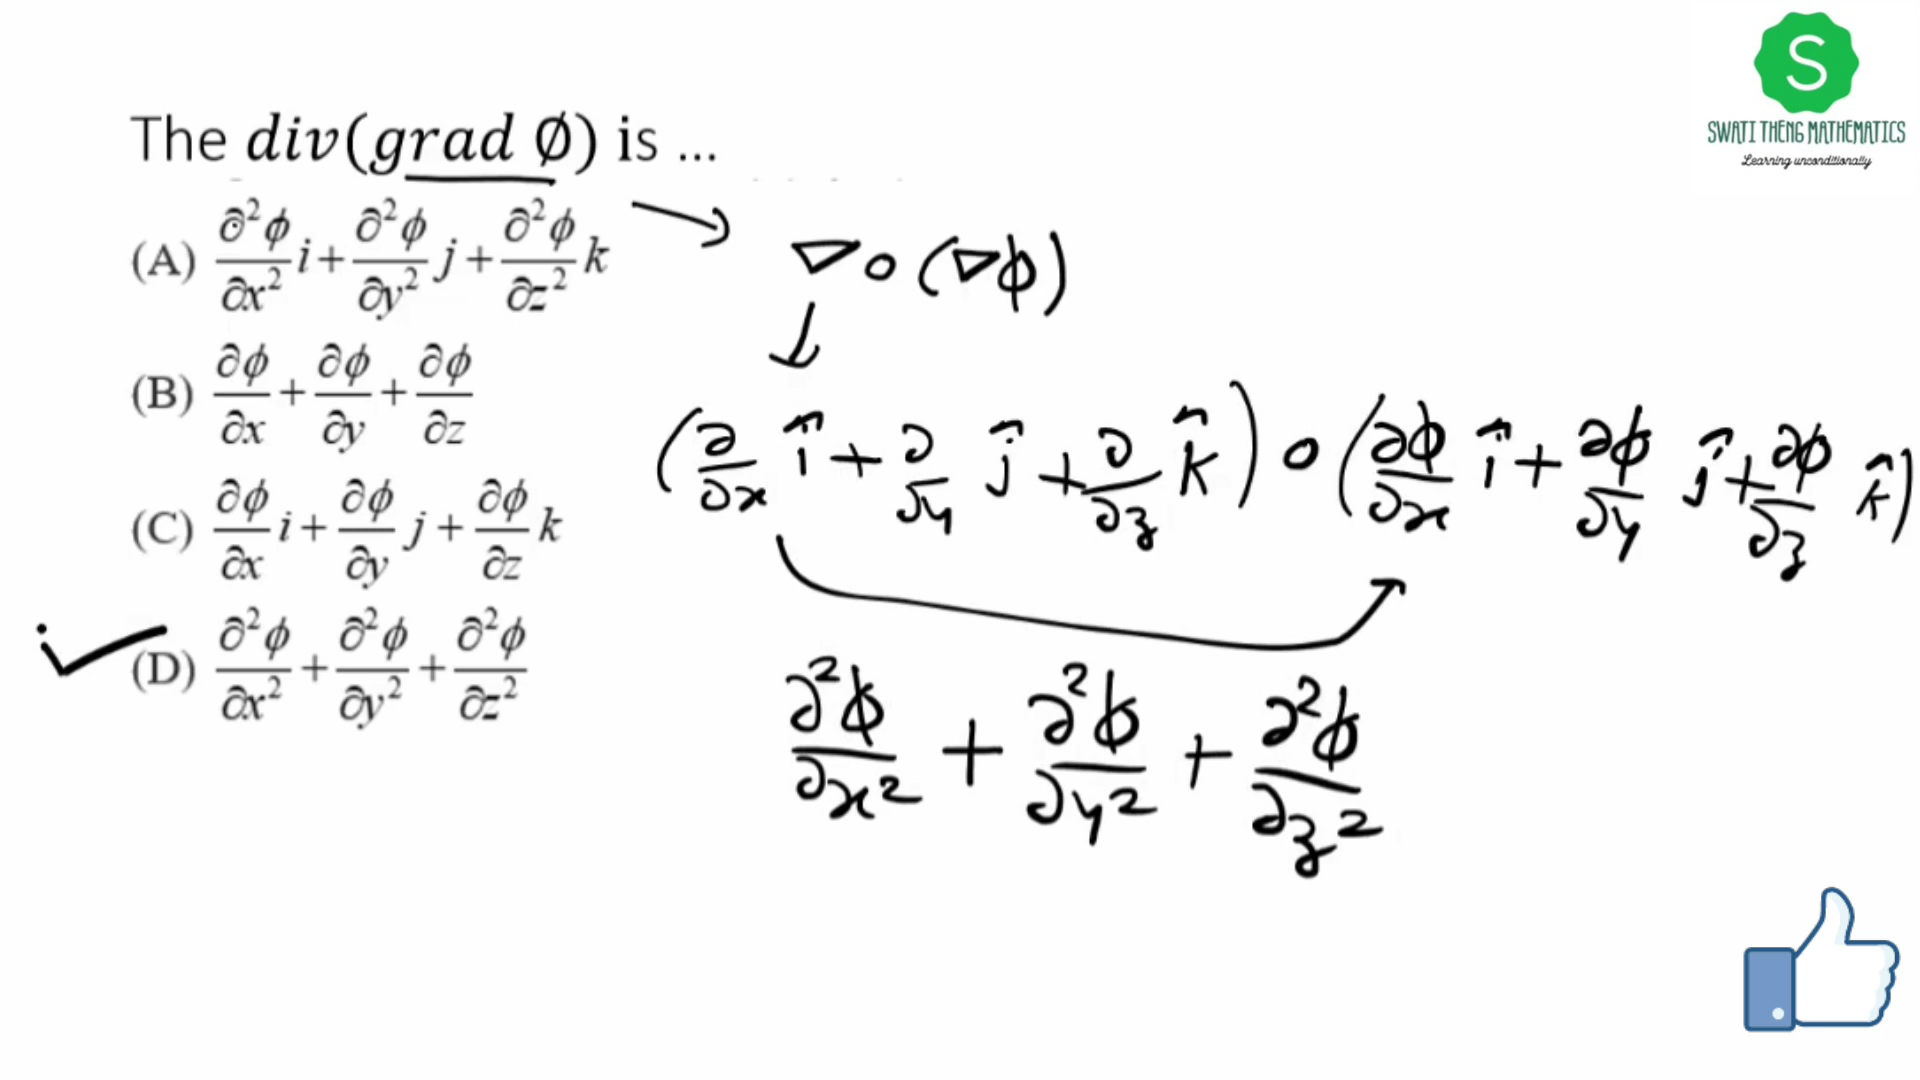 S
SWATI THENG MATHEMATICS
Learning unconditionally
The div(grad ∅) is ...
(A) ∂²ϕ/∂x² i + ∂²ϕ/∂y² j + ∂²ϕ/∂z² k
(B) ∂ϕ/∂x + ∂ϕ/∂y + ∂ϕ/∂z
(C) ∂ϕ/∂x i + ∂ϕ/∂y j + ∂ϕ/∂z k
(D) ∂²ϕ/∂x² + ∂²ϕ/∂y² + ∂²ϕ/∂z²
∇ o (∇ϕ)
(∂/∂x î + ∂/∂y ĵ + ∂/∂z k̂) o (∂ϕ/∂x î + ∂ϕ/∂y ĵ + ∂ϕ/∂z k̂)
∂²ϕ/∂x² + ∂²ϕ/∂y² + ∂²ϕ/∂z²